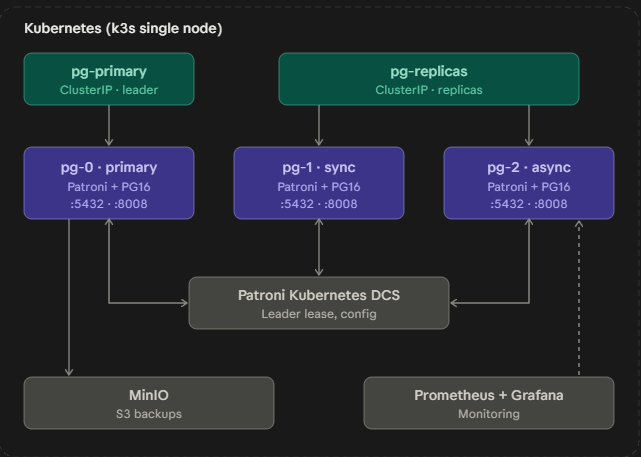 Kubernetes (k3s single node)
pg-primary
ClusterIP · leader
pg-replicas
ClusterIP · replicas
pg-0 · primary
Patroni + PG16
:5432 · :8008
pg-1 · sync
Patroni + PG16
:5432 · :8008
pg-2 · async
Patroni + PG16
:5432 · :8008
Patroni Kubernetes DCS
Leader lease, config
MinIO
S3 backups
Prometheus + Grafana
Monitoring